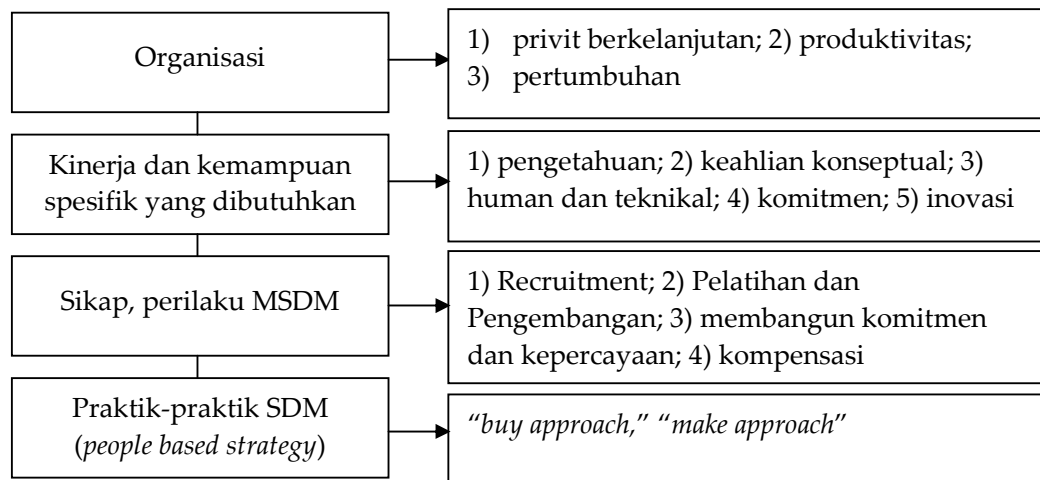 Organisasi
1) privit berkelanjutan; 2) produktivitas;
3) pertumbuhan
Kinerja dan kemampuan
spesifik yang dibutuhkan
1) pengetahuan; 2) keahlian konseptual; 3)
human dan teknikal; 4) komitmen; 5) inovasi
Sikap, perilaku MSDM
1) Recruitment; 2) Pelatihan dan
Pengembangan; 3) membangun komitmen
dan kepercayaan; 4) kompensasi
Praktik-praktik SDM
(people based strategy)
“buy approach,” “make approach”